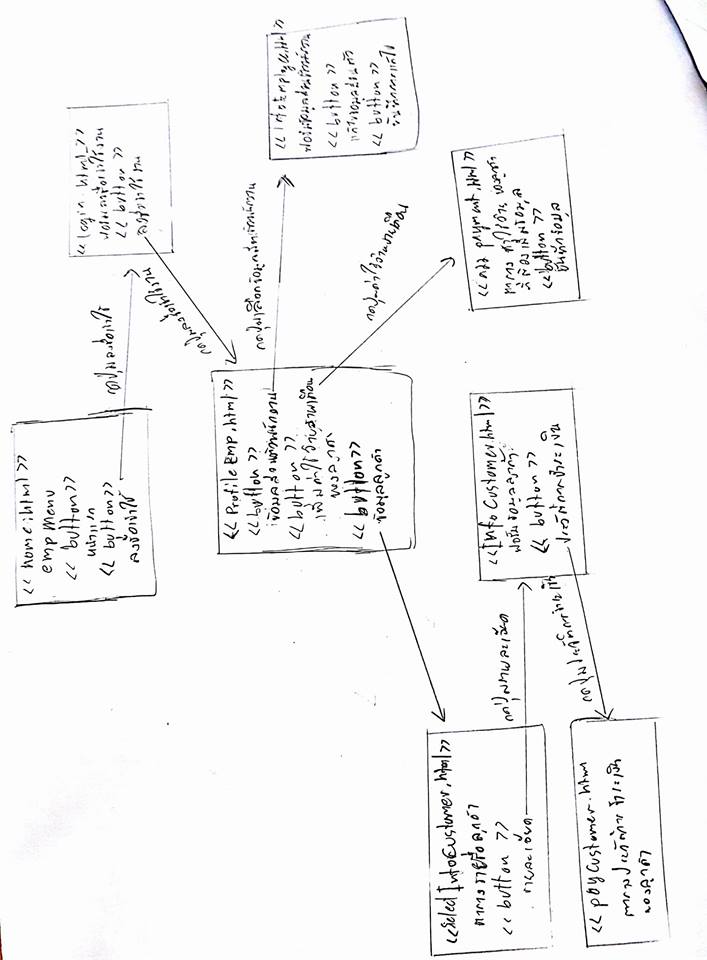 << home.html >>
emp Menu
<< button >>
หน้าแรก
<< button >>
ลงชื่อเข้าใช้
กดปุ่มลงชื่อเข้าใช้
<< login.html >>
ฟอร์มลงชื่อเข้าใช้งาน
<< button >>
ลงชื่อเข้าใช้งาน
กดปุ่มลงชื่อเข้าใช้งาน
<< Profile Emp.html >>
<< button >>
ข้อมูลส่วนตัวพนักงาน
<< button >>
เพิ่มค่าใช้จ่ายรายเดือน
ของลูกค้า
<< button >>
ข้อมูลลูกค้า
กดปุ่มเลือกข้อมูลส่วนตัวพนักงาน
<< InfoEmployee.html >>
ฟอร์มข้อมูลส่วนตัวพนักงาน
<< button >>
แก้ไขข้อมูลส่วนตัว
<< button >>
บันทึกการแก้ไข
กดปุ่มค่าใช้จ่ายรายเดือน
<< Add payment.html >>
ตาราง ค่าใช้จ่าย ของลูกค้า
ที่ต้องเพิ่มข้อมูล
<< button >>
บันทึกข้อมูล
<< Select InfoCustomer.html >>
ตาราง รายชื่อ ลูกค้า
<< button >>
รายละเอียด
กดปุ่มรายละเอียด
<< Info Customer.html >>
ฟอร์ม ข้อมูล ลูกค้า
<< button >>
ประวัติการชำระเงิน
กดปุ่มประวัติการชำระเงิน
<< payCustomer.html
ตารางประวัติการ ชำระเงิน
ของลูกค้า